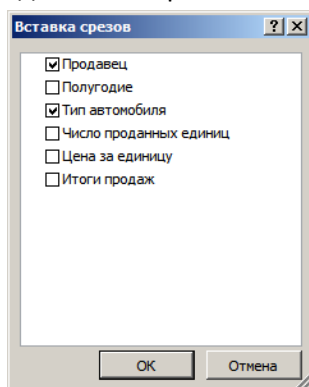 Вставка срезов
Продавец
Полугодие
Тип автомобиля
Число проданных единиц
Цена за единицу
Итоги продаж
ОК
Отмена